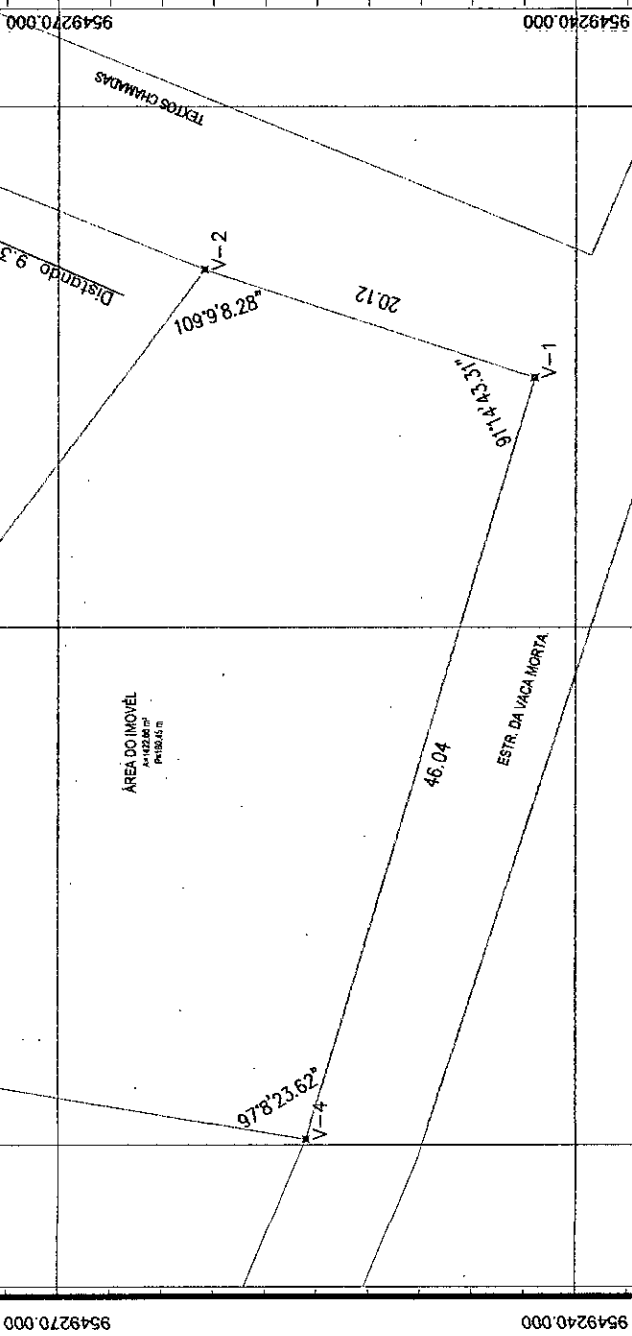 9549270.000
9549240.000
TEXTOS CHAMADAS
Distando 9.3
V-2
109°9'8.28"
20.12
91°14'43.31"
V-1
ÁREA DO IMOVÉL
46.04
ESTR. DA VACA MORTA
97°8'23.62"
V-4
9549270.000
9549240.000